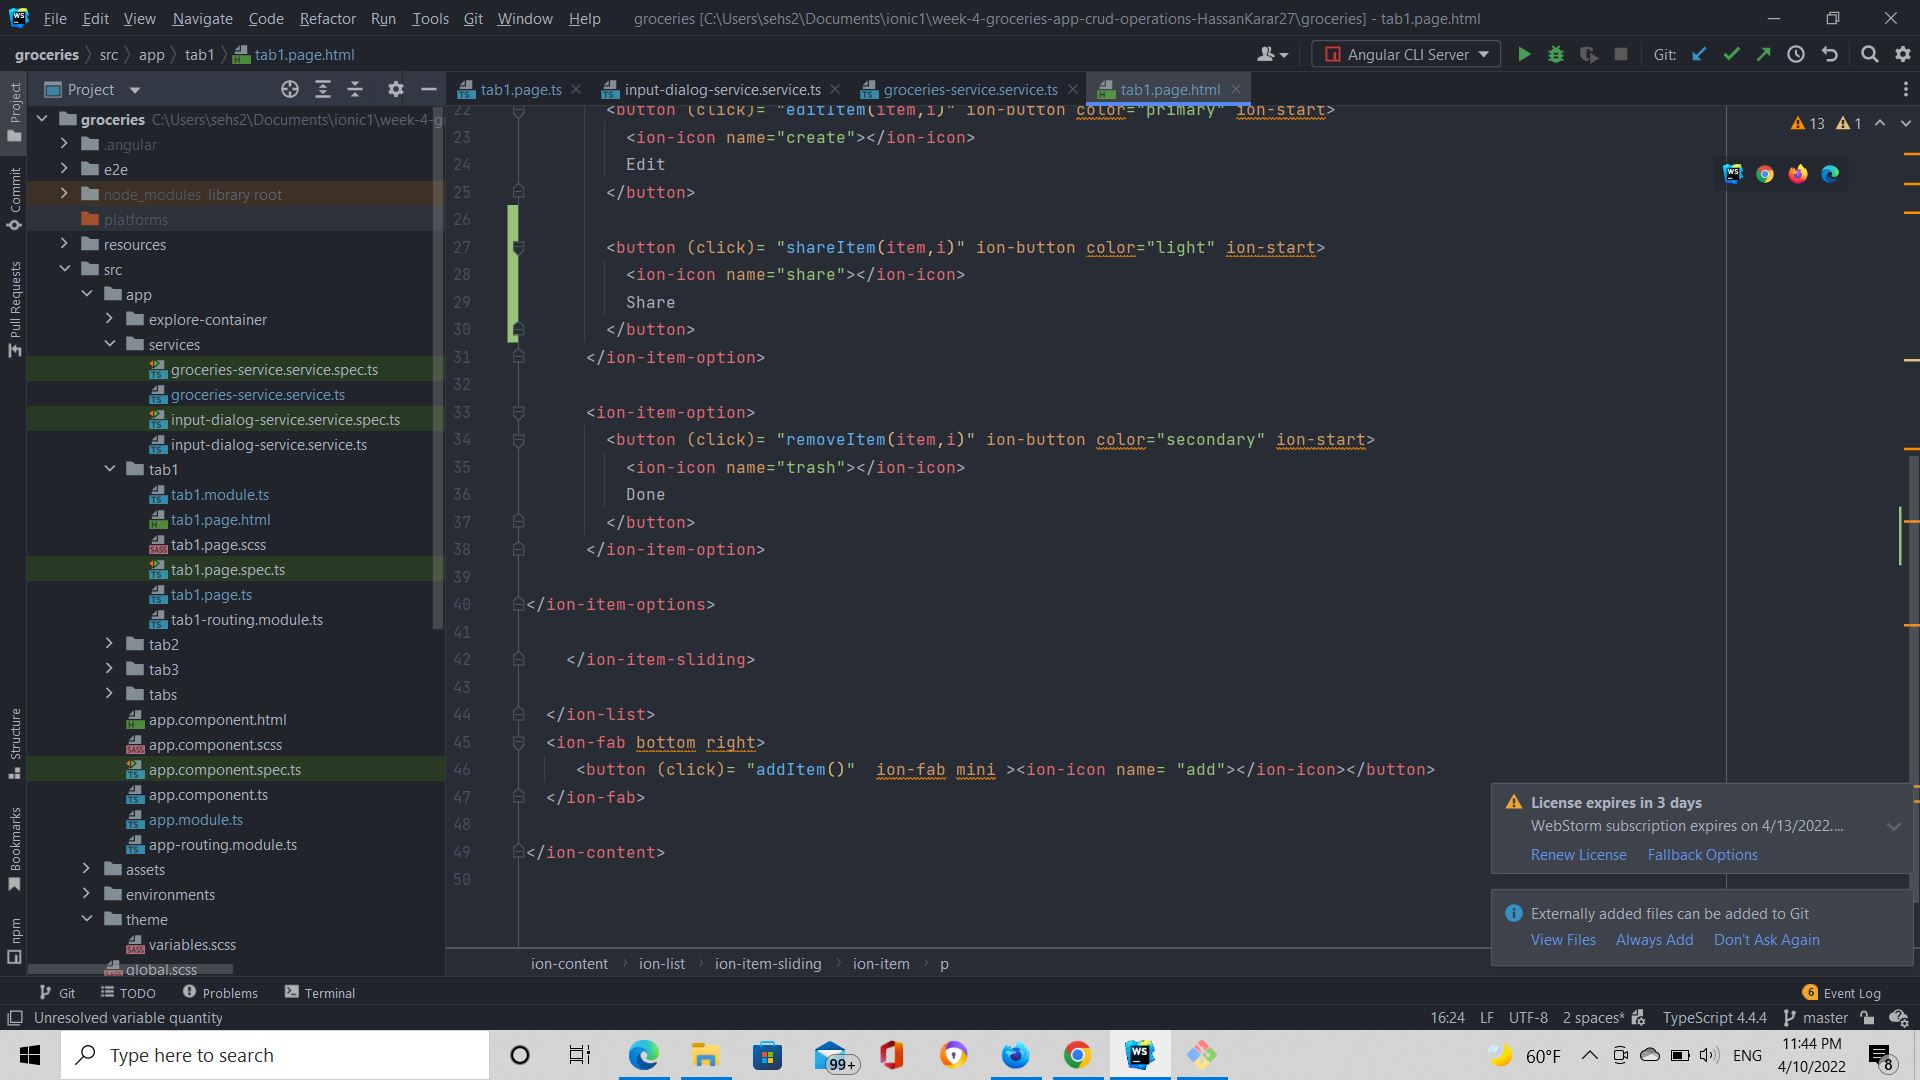 File Edit View Navigate Code Refactor Run Tools Git Window Help groceries [C:\Users\sehs2\Documents\ionic1\week-4-groceries-app-crud-operations-HassanKarar27\groceries] - tab1.page.html
groceries src app tab1 tab1.page.html Angular CLI Server Git:
Project tab1.page.ts input-dialog-service.service.ts groceries-service.service.ts tab1.page.html
groceries C:\Users\sehs2\Documents\ionic1\week-4-g
.angular
e2e
node_modules library root
platforms
resources
src
app
explore-container
services
groceries-service.service.spec.ts
groceries-service.service.ts
input-dialog-service.service.spec.ts
input-dialog-service.service.ts
tab1
tab1.module.ts
tab1.page.html
tab1.page.scss
tab1.page.spec.ts
tab1.page.ts
tab1-routing.module.ts
tab2
tab3
tabs
app.component.html
app.component.scss
app.component.spec.ts
app.component.ts
app.module.ts
app-routing.module.ts
assets
environments
theme
variables.scss
global.scss
Project
Commit
Pull Requests
Structure
Bookmarks
npm
13 1
22 <button (click)= "editItem(item,i)" ion-button color="primary" ion-start>
23 <ion-icon name="create"></ion-icon>
24 Edit
25 </button>
26
27 <button (click)= "shareItem(item,i)" ion-button color="light" ion-start>
28 <ion-icon name="share"></ion-icon>
29 Share
30 </button>
31 </ion-item-option>
32
33 <ion-item-option>
34 <button (click)= "removeItem(item,i)" ion-button color="secondary" ion-start>
35 <ion-icon name="trash"></ion-icon>
36 Done
37 </button>
38 </ion-item-option>
39
40 </ion-item-options>
41
42 </ion-item-sliding>
43
44 </ion-list>
45 <ion-fab bottom right>
46 <button (click)= "addItem()"  ion-fab mini ><ion-icon name= "add"></ion-icon></button>
47 </ion-fab>
48
49 </ion-content>
50
License expires in 3 days
WebStorm subscription expires on 4/13/2022....
Renew License Fallback Options
Externally added files can be added to Git
View Files Always Add Don't Ask Again
ion-content ion-list ion-item-sliding ion-item p
Git TODO Problems Terminal 6 Event Log
Unresolved variable quantity 16:24 LF UTF-8 2 spaces* TypeScript 4.4.4 master
Type here to search 99+ 60°F ENG 11:44 PM
4/10/2022 8